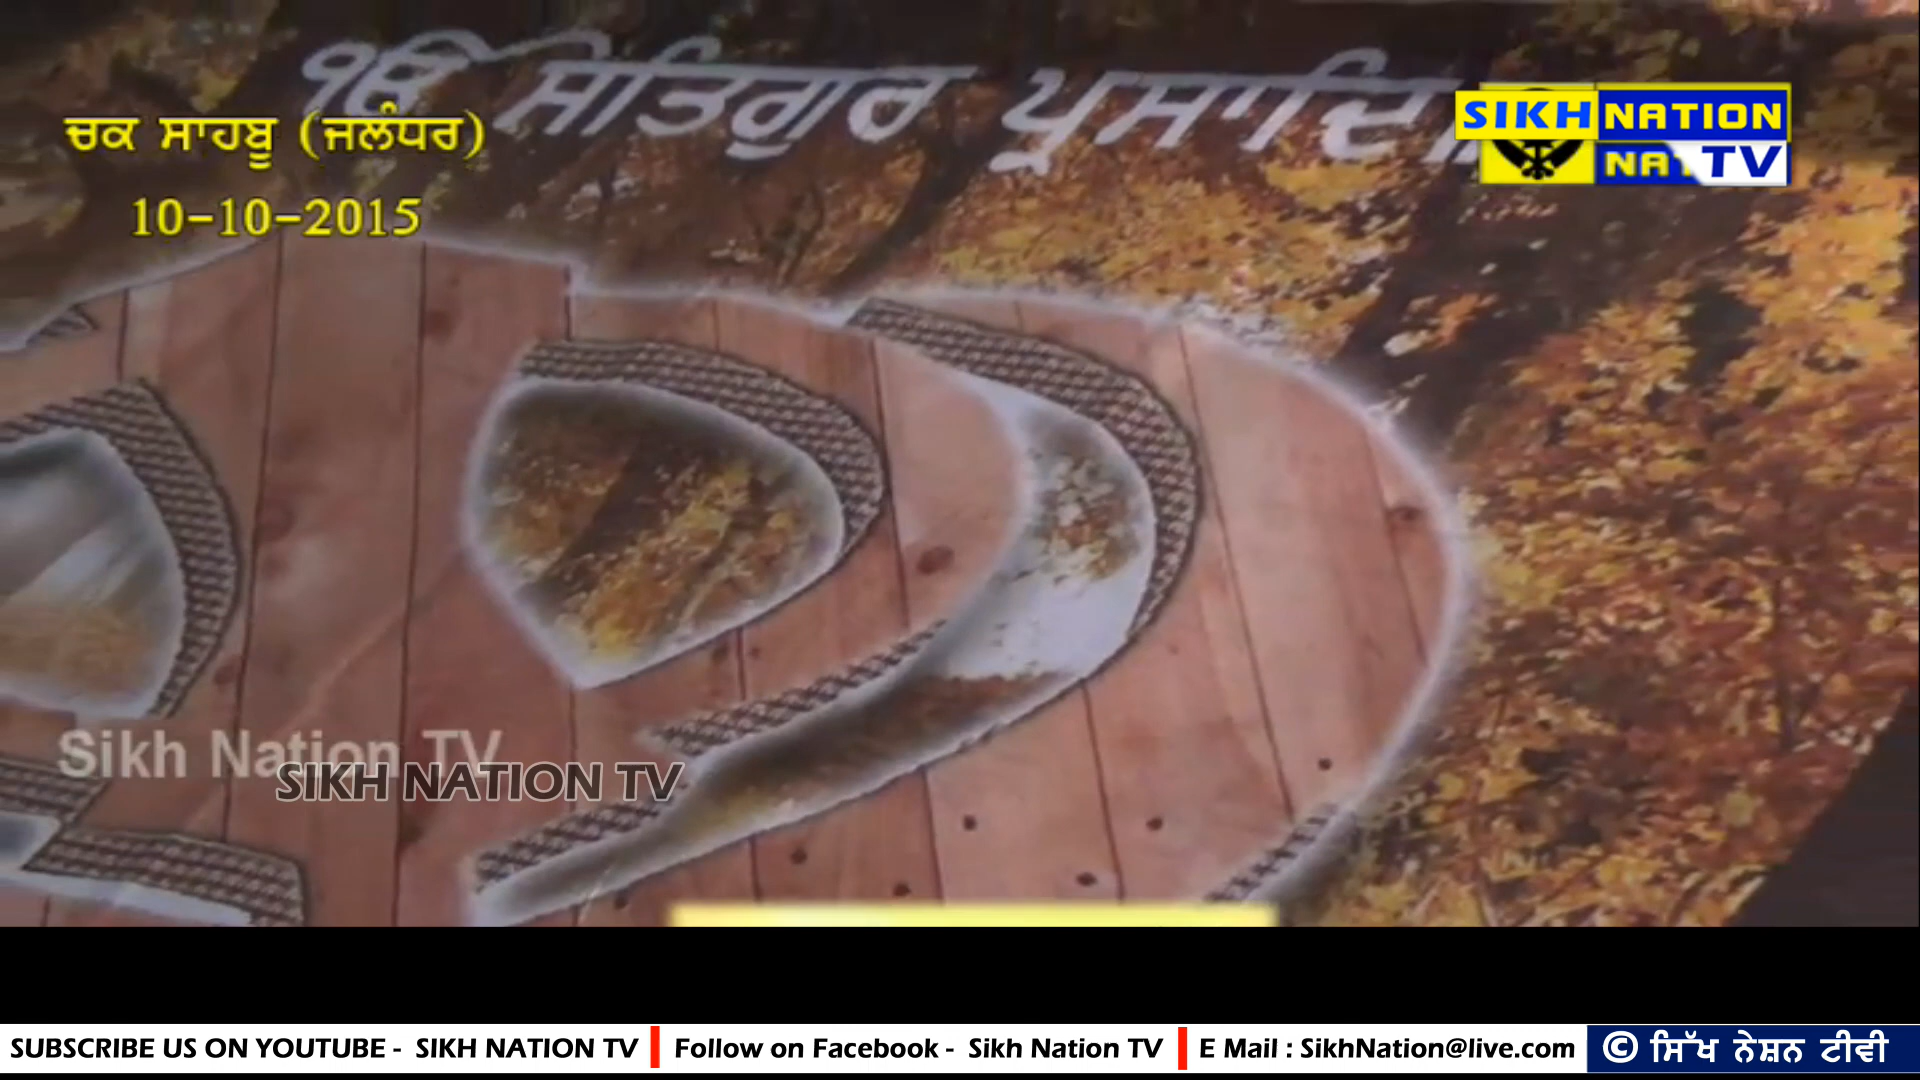 ੴ ਸਤਿਗੁਰ ਪ੍ਰਸਾਦਿ॥
ਚਕ ਸਾਹਬੂ (ਜਲੰਧਰ)
10-10-2015
SIKH NATION
TV
Sikh Nation TV
SIKH NATION TV
SUBSCRIBE US ON YOUTUBE - SIKH NATION TV | Follow on Facebook - Sikh Nation TV | E Mail : SikhNation@live.com © ਸਿੱਖ ਨੇਸ਼ਨ ਟੀਵੀ